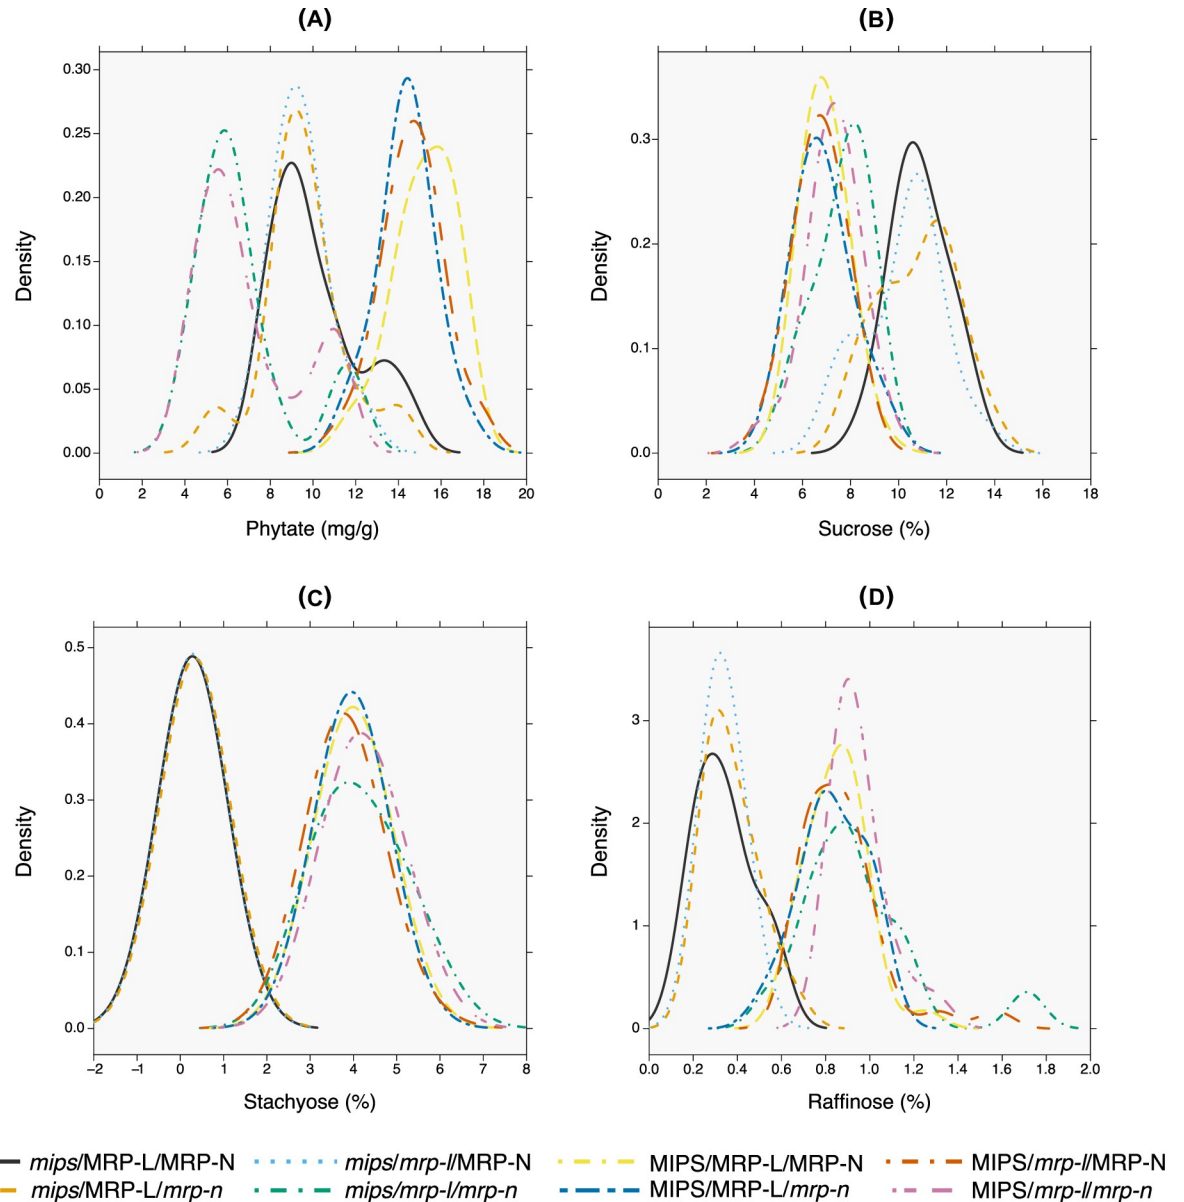 (A)
(B)
0.30
0.25
0.20
0.15
0.10
0.05
0.00
Density
0 2 4 6 8 10 12 14 16 18 20
Phytate (mg/g)
0.3
0.2
0.1
0.0
Density
0 2 4 6 8 10 12 14 16 18
Sucrose (%)
(C)
(D)
0.5
0.4
0.3
0.2
0.1
0.0
Density
−2 −1 0 1 2 3 4 5 6 7 8
Stachyose (%)
3
2
1
0
Density
0.0 0.2 0.4 0.6 0.8 1.0 1.2 1.4 1.6 1.8 2.0
Raffinose (%)
mips/MRP-L/MRP-N mips/mrp-l/MRP-N MIPS/MRP-L/MRP-N MIPS/mrp-l/MRP-N
mips/MRP-L/mrp-n mips/mrp-l/mrp-n MIPS/MRP-L/mrp-n MIPS/mrp-l/mrp-n